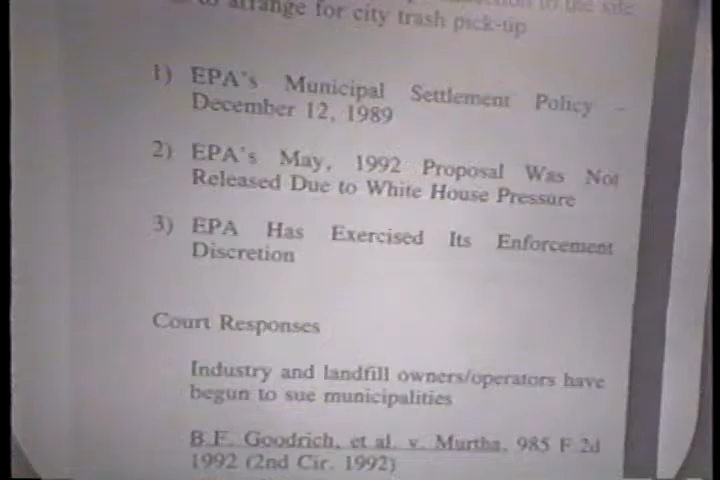 to arrange for city trash pick-up
1) EPA's Municipal Settlement Policy -
December 12, 1989
2) EPA's May, 1992 Proposal Was Not
Released Due to White House Pressure
3) EPA Has Exercised Its Enforcement
Discretion
Court Responses
Industry and landfill owners/operators have
begun to sue municipalities
B.F. Goodrich, et al. v. Murtha, 985 F 2d
1992 (2nd Cir. 1992)